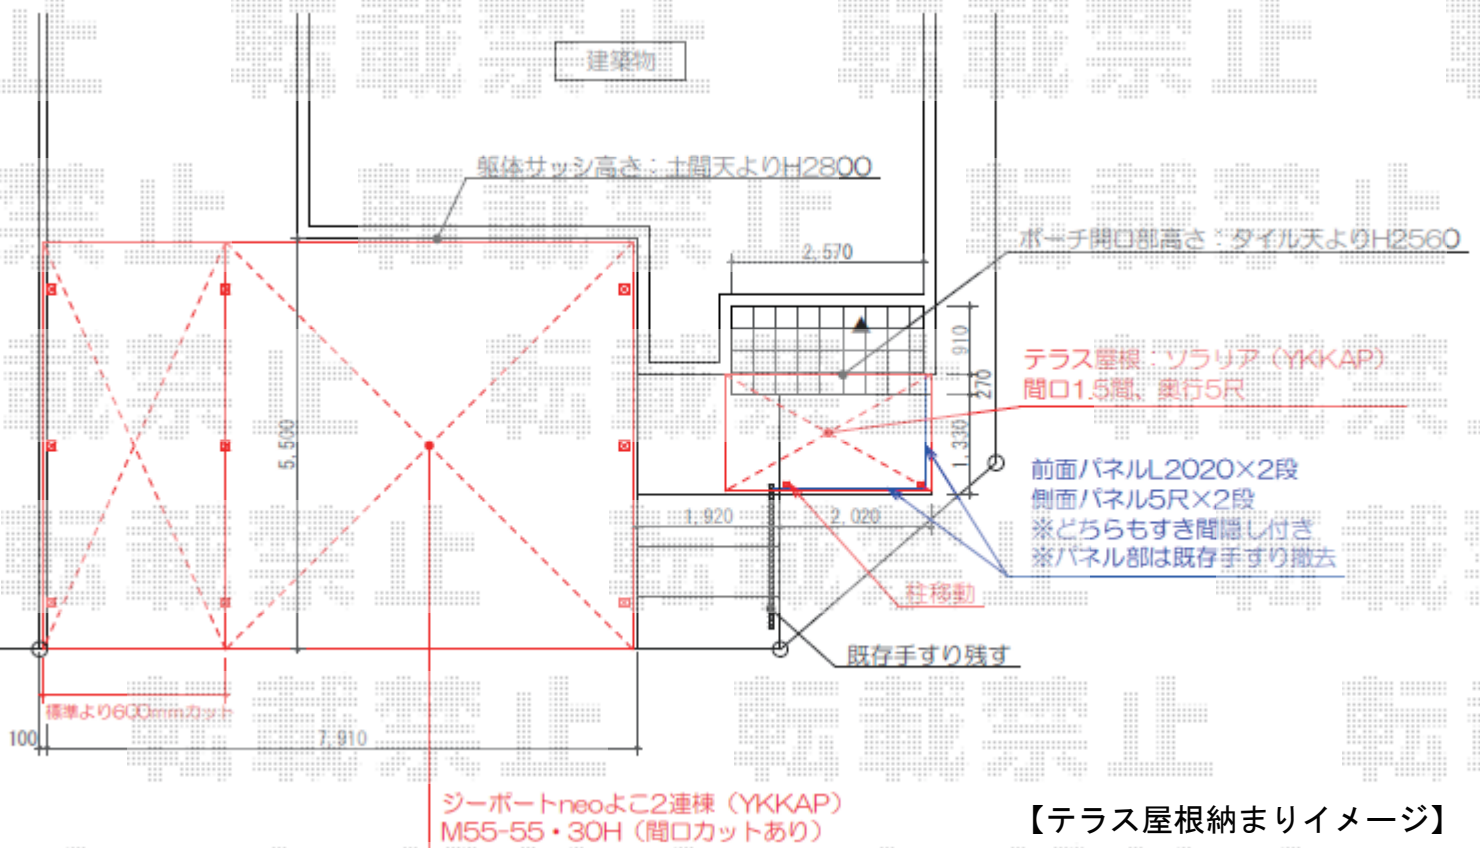 建築物
躯体サッシ高さ：土間天よりH2800
ポーチ開口部高さ：タイル天よりH2560
2,570
910
270
1,330
テラス屋根：ソラリア（YKKAP）
間口1.5間、奥行5尺
5,500
前面パネルL2020×2段
側面パネル5尺×2段
※どちらもすき間隠し付き
※パネル部は既存手すり撤去
1,920
2,020
柱移動
既存手すり残す
標準より600mmカット
100
7,910
ジーポートneoよこ2連棟（YKKAP）
M55-55・30H（間口カットあり）
【テラス屋根納まりイメージ】
転載禁止